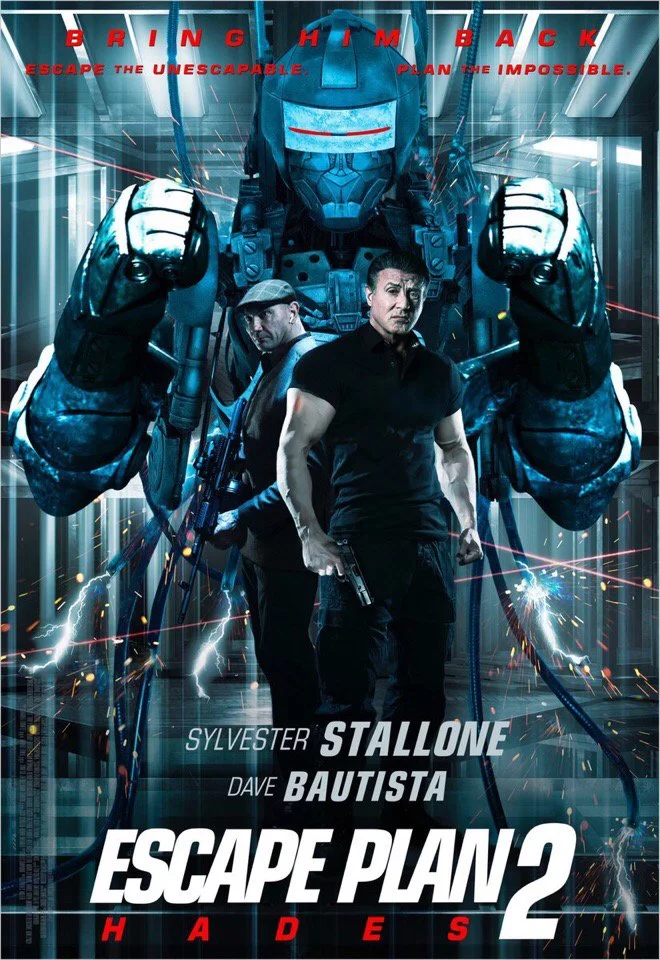 BRING HIM BACK
ESCAPE THE UNESCAPABLE. PLAN THE IMPOSSIBLE.
SYLVESTER STALLONE
DAVE BAUTISTA
ESCAPE PLAN 2
HADES